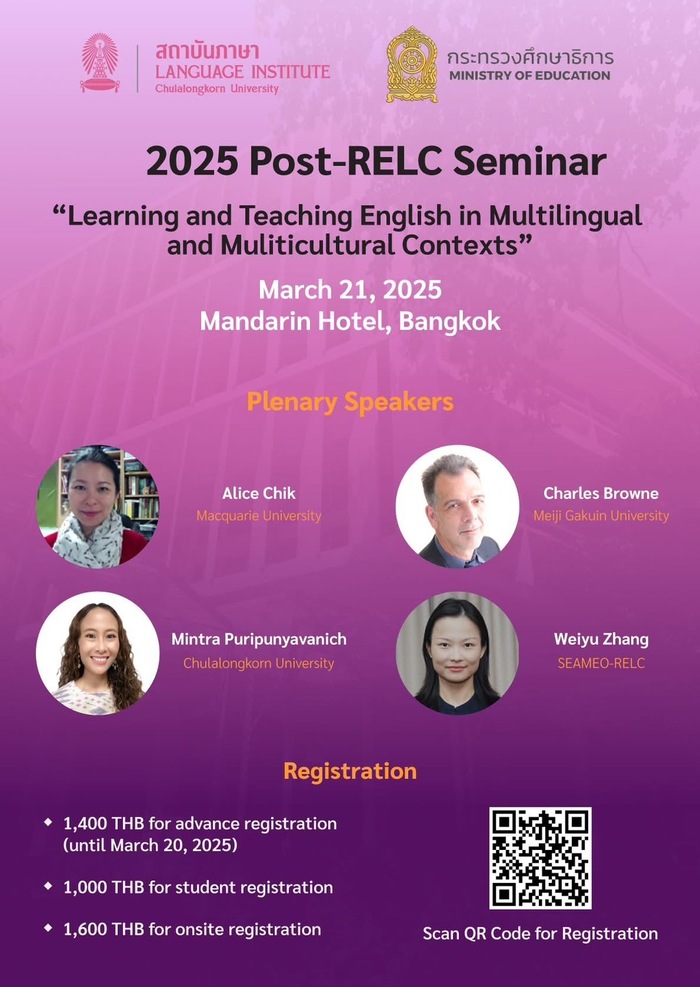 สถาบันภาษา
LANGUAGE INSTITUTE
Chulalongkorn University
กระทรวงศึกษาธิการ
MINISTRY OF EDUCATION
2025 Post-RELC Seminar
“Learning and Teaching English in Multilingual
and Muliticultural Contexts”
March 21, 2025
Mandarin Hotel, Bangkok
Plenary Speakers
Alice Chik
Macquarie University
Charles Browne
Meiji Gakuin University
Mintra Puripunyavanich
Chulalongkorn University
Weiyu Zhang
SEAMEO-RELC
Registration
1,400 THB for advance registration
(until March 20, 2025)
1,000 THB for student registration
1,600 THB for onsite registration
Scan QR Code for Registration